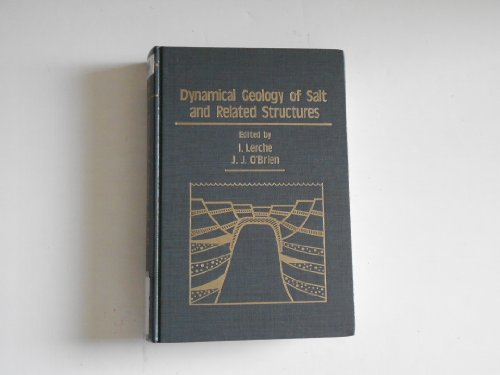 Dynamical Geology of Salt
and Related Structures
Edited by
I. Lerche
J. J. O'Brien